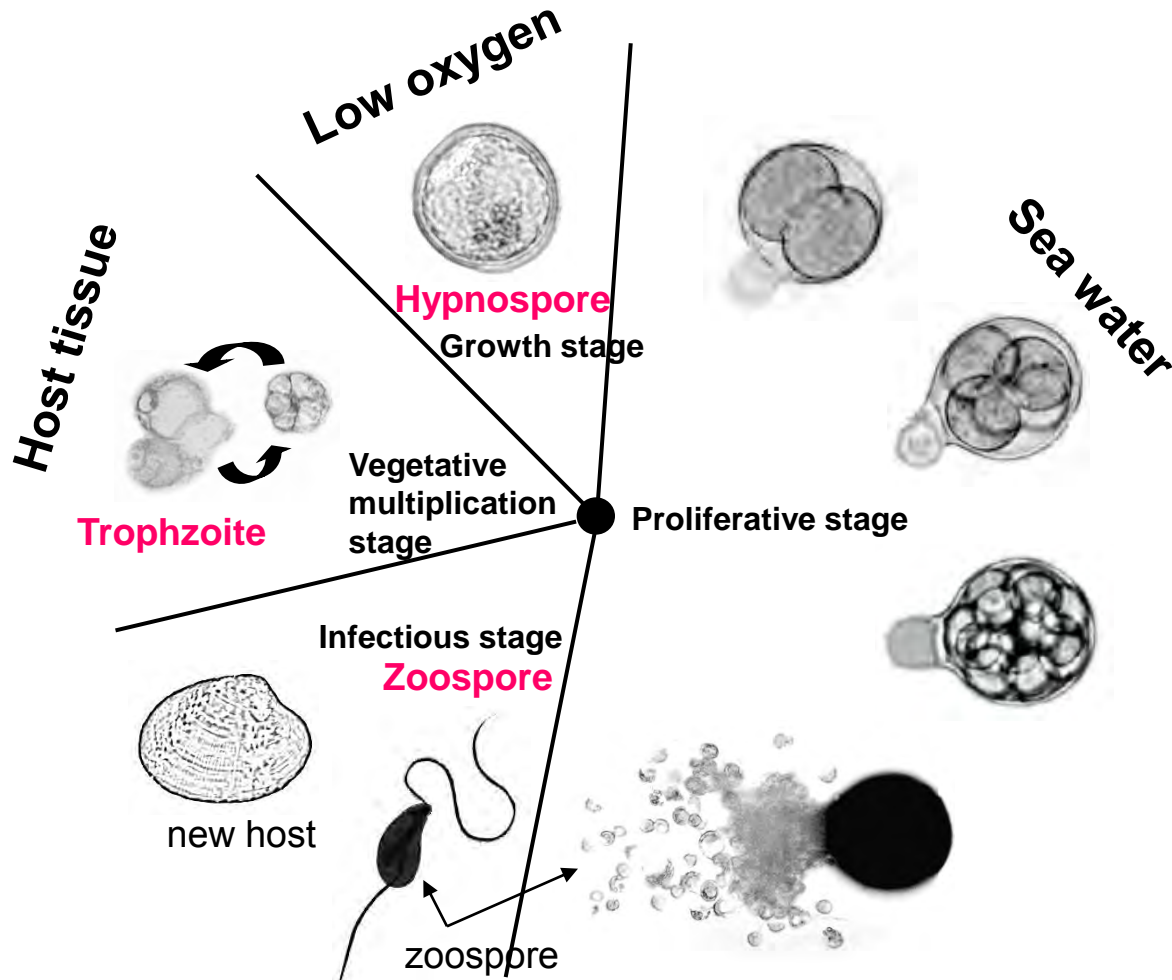 Low oxygen
Sea water
Host tissue
Hypnospore
Growth stage
Vegetative
multiplication
stage
Trophzoite
Proliferative stage
Infectious stage
Zoospore
new host
zoospore